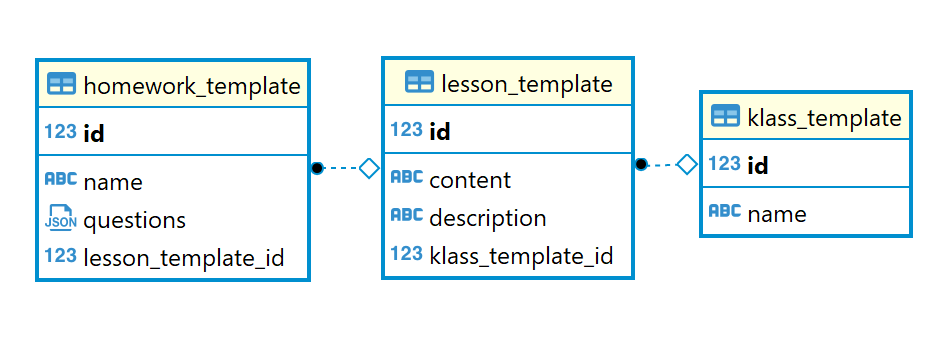 homework_template
123 id
ABC name
JSON questions
123 lesson_template_id
lesson_template
123 id
ABC content
ABC description
123 klass_template_id
klass_template
123 id
ABC name